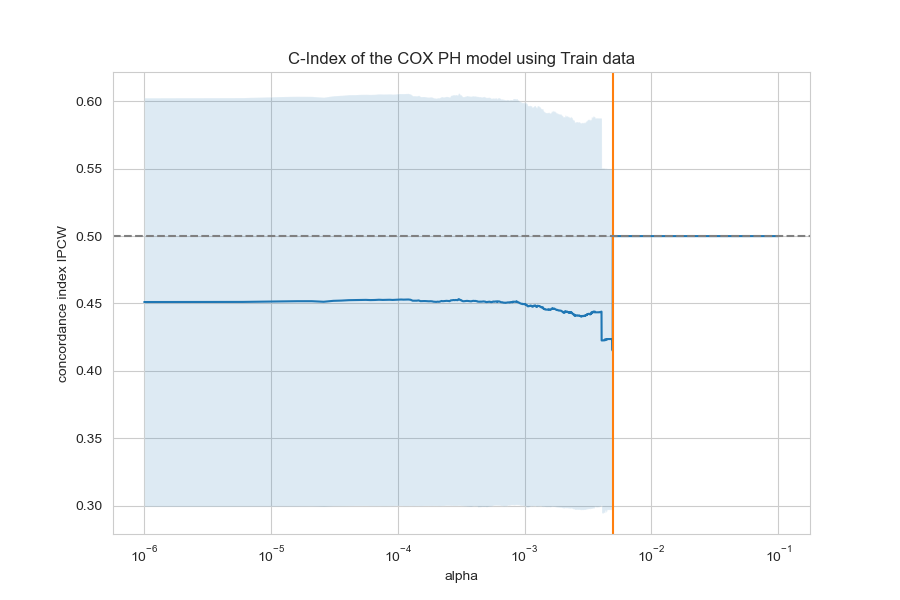 C-Index of the COX PH model using Train data
concordance index IPCW
0.60
0.55
0.50
0.45
0.40
0.35
0.30
10⁻⁶ 10⁻⁵ 10⁻⁴ 10⁻³ 10⁻² 10⁻¹
alpha